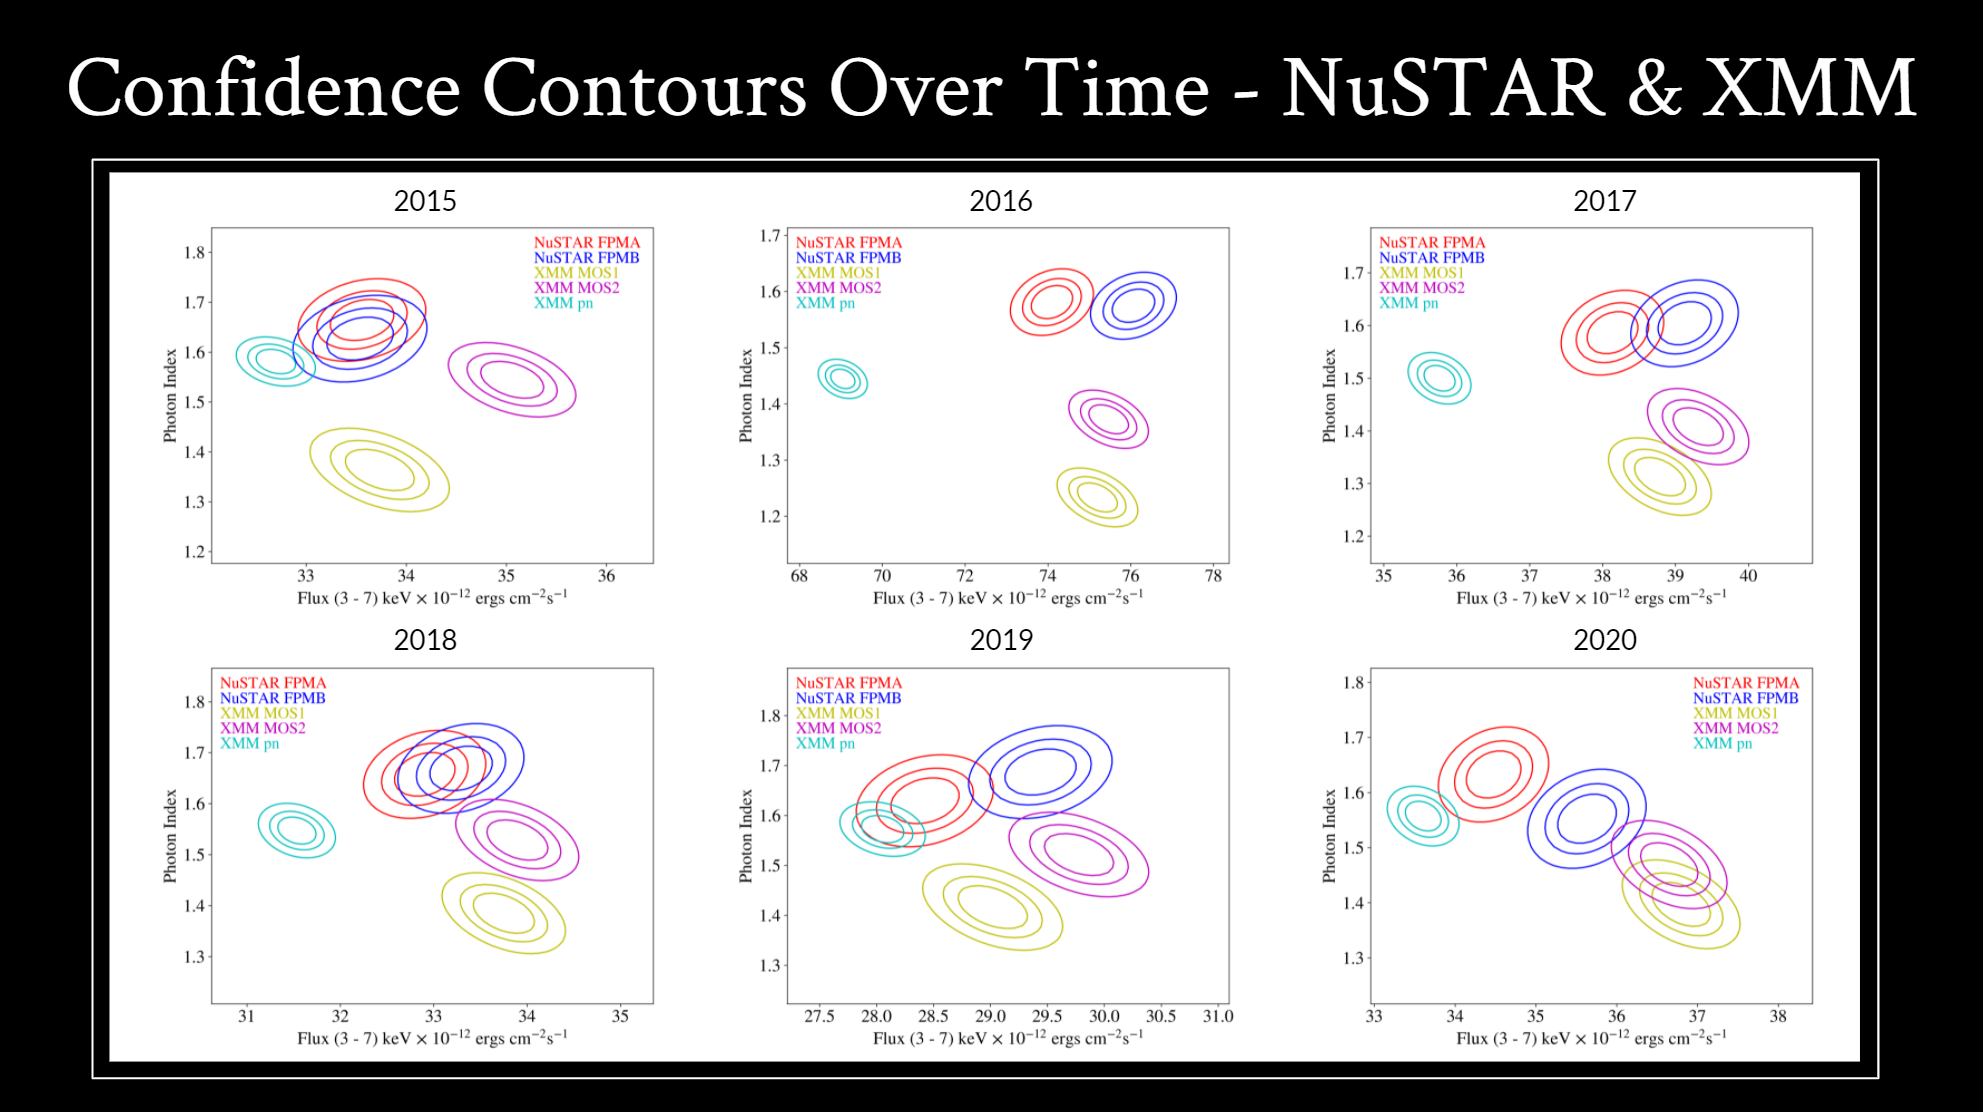 Confidence Contours Over Time - NuSTAR & XMM
2015
1.8
1.7
1.6
1.5
1.4
1.3
1.2
Photon Index
NuSTAR FPMA
NuSTAR FPMB
XMM MOS1
XMM MOS2
XMM pn
33 34 35 36
Flux (3 - 7) keV × 10⁻¹² ergs cm⁻²s⁻¹
2016
1.7
1.6
1.5
1.4
1.3
1.2
Photon Index
NuSTAR FPMA
NuSTAR FPMB
XMM MOS1
XMM MOS2
XMM pn
68 70 72 74 76 78
Flux (3 - 7) keV × 10⁻¹² ergs cm⁻²s⁻¹
2017
1.7
1.6
1.5
1.4
1.3
1.2
Photon Index
NuSTAR FPMA
NuSTAR FPMB
XMM MOS1
XMM MOS2
XMM pn
35 36 37 38 39 40
Flux (3 - 7) keV × 10⁻¹² ergs cm⁻²s⁻¹
2018
1.8
1.7
1.6
1.5
1.4
1.3
Photon Index
NuSTAR FPMA
NuSTAR FPMB
XMM MOS1
XMM MOS2
XMM pn
31 32 33 34 35
Flux (3 - 7) keV × 10⁻¹² ergs cm⁻²s⁻¹
2019
1.8
1.7
1.6
1.5
1.4
1.3
Photon Index
NuSTAR FPMA
NuSTAR FPMB
XMM MOS1
XMM MOS2
XMM pn
27.5 28.0 28.5 29.0 29.5 30.0 30.5 31.0
Flux (3 - 7) keV × 10⁻¹² ergs cm⁻²s⁻¹
2020
1.8
1.7
1.6
1.5
1.4
1.3
Photon Index
NuSTAR FPMA
NuSTAR FPMB
XMM MOS1
XMM MOS2
XMM pn
33 34 35 36 37 38
Flux (3 - 7) keV × 10⁻¹² ergs cm⁻²s⁻¹